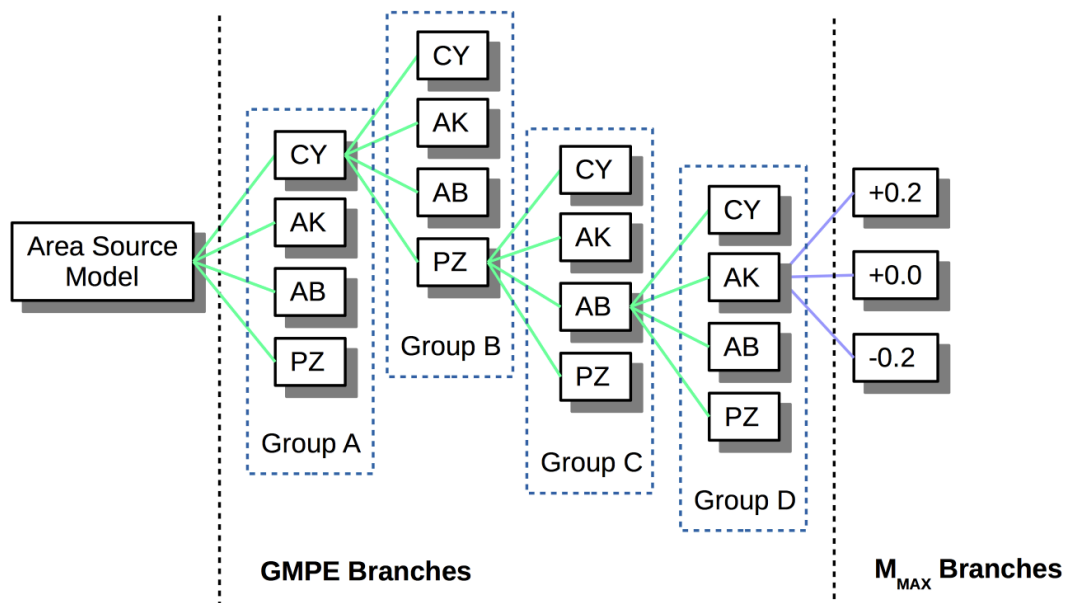 Area Source
Model
CY
AK
AB
PZ
Group A
CY
AK
AB
PZ
Group B
CY
AK
AB
PZ
Group C
CY
AK
AB
PZ
Group D
+0.2
+0.0
-0.2
GMPE Branches
MMAX Branches